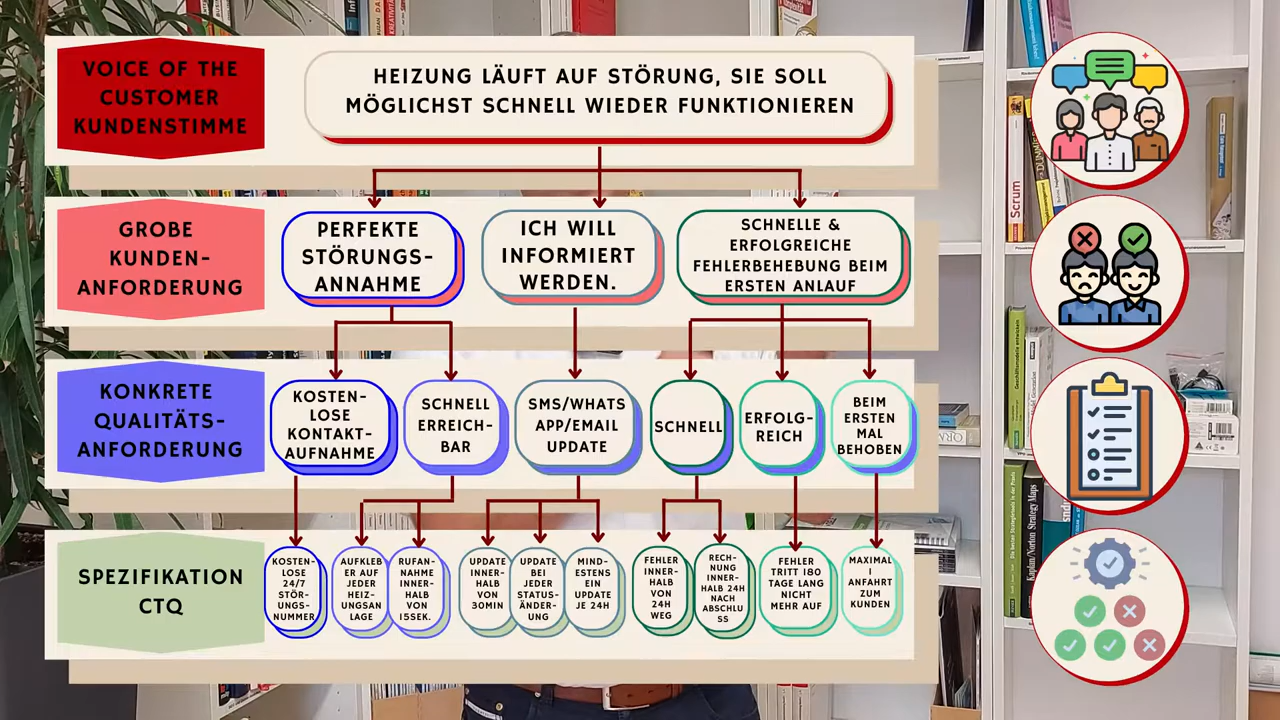 VOICE OF THE
CUSTOMER
KUNDENSTIMME
HEIZUNG LÄUFT AUF STÖRUNG, SIE SOLL
MÖGLICHST SCHNELL WIEDER FUNKTIONIEREN
GROBE
KUNDEN-
ANFORDERUNG
PERFEKTE
STÖRUNGS-
ANNAHME
ICH WILL
INFORMIERT
WERDEN.
SCHNELLE &
ERFOLGREICHE
FEHLERBEHEBUNG BEIM
ERSTEN ANLAUF
KONKRETE
QUALITÄTS-
ANFORDERUNG
KOSTEN-
LOSE
KONTAKT-
AUFNAHME
SCHNELL
ERREICH-
BAR
SMS/WHATS
APP/EMAIL
UPDATE
SCHNELL
ERFOLG-
REICH
BEIM
ERSTEN
MAL
BEHOBEN
SPEZIFIKATION
CTQ
KOSTEN-
LOSE
24/7
STÖR-
UNGS-
NUMMER
AUFKLEB
ER AUF
JEDER
HEIZ-
UNGSAN
LAGE
RUFAN-
NAHME
INNER-
HALB
VON
15SEK.
UPDATE
INNER-
HALB
VON
30MIN
UPDATE
BEI
JEDER
STATUS-
ÄNDER-
UNG
MIND-
ESTENS
EIN
UPDATE
JE 24H
FEHLER
INNER-
HALB
VON
24H
WEG
RECH-
NUNG
INNER-
HALB 24H
NACH
ABSCHLU
SS
FEHLER
TRITT 180
TAGE LANG
NICHT
MEHR AUF
MAXIMAL
1
ANFAHRT
ZUM
KUNDEN
Scrum
Kaplan/Norton Strategy Maps